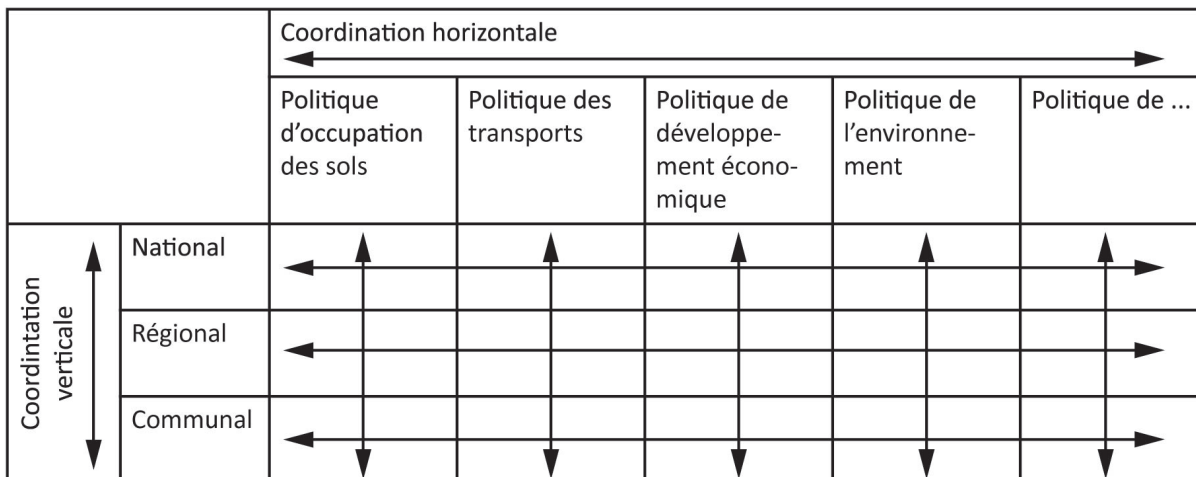 Coordination horizontale
Politique
d’occupation
des sols
Politique des
transports
Politique de
développe-
ment écono-
mique
Politique de
l’environne-
ment
Politique de ...
Coordintation
verticale
National
Régional
Communal